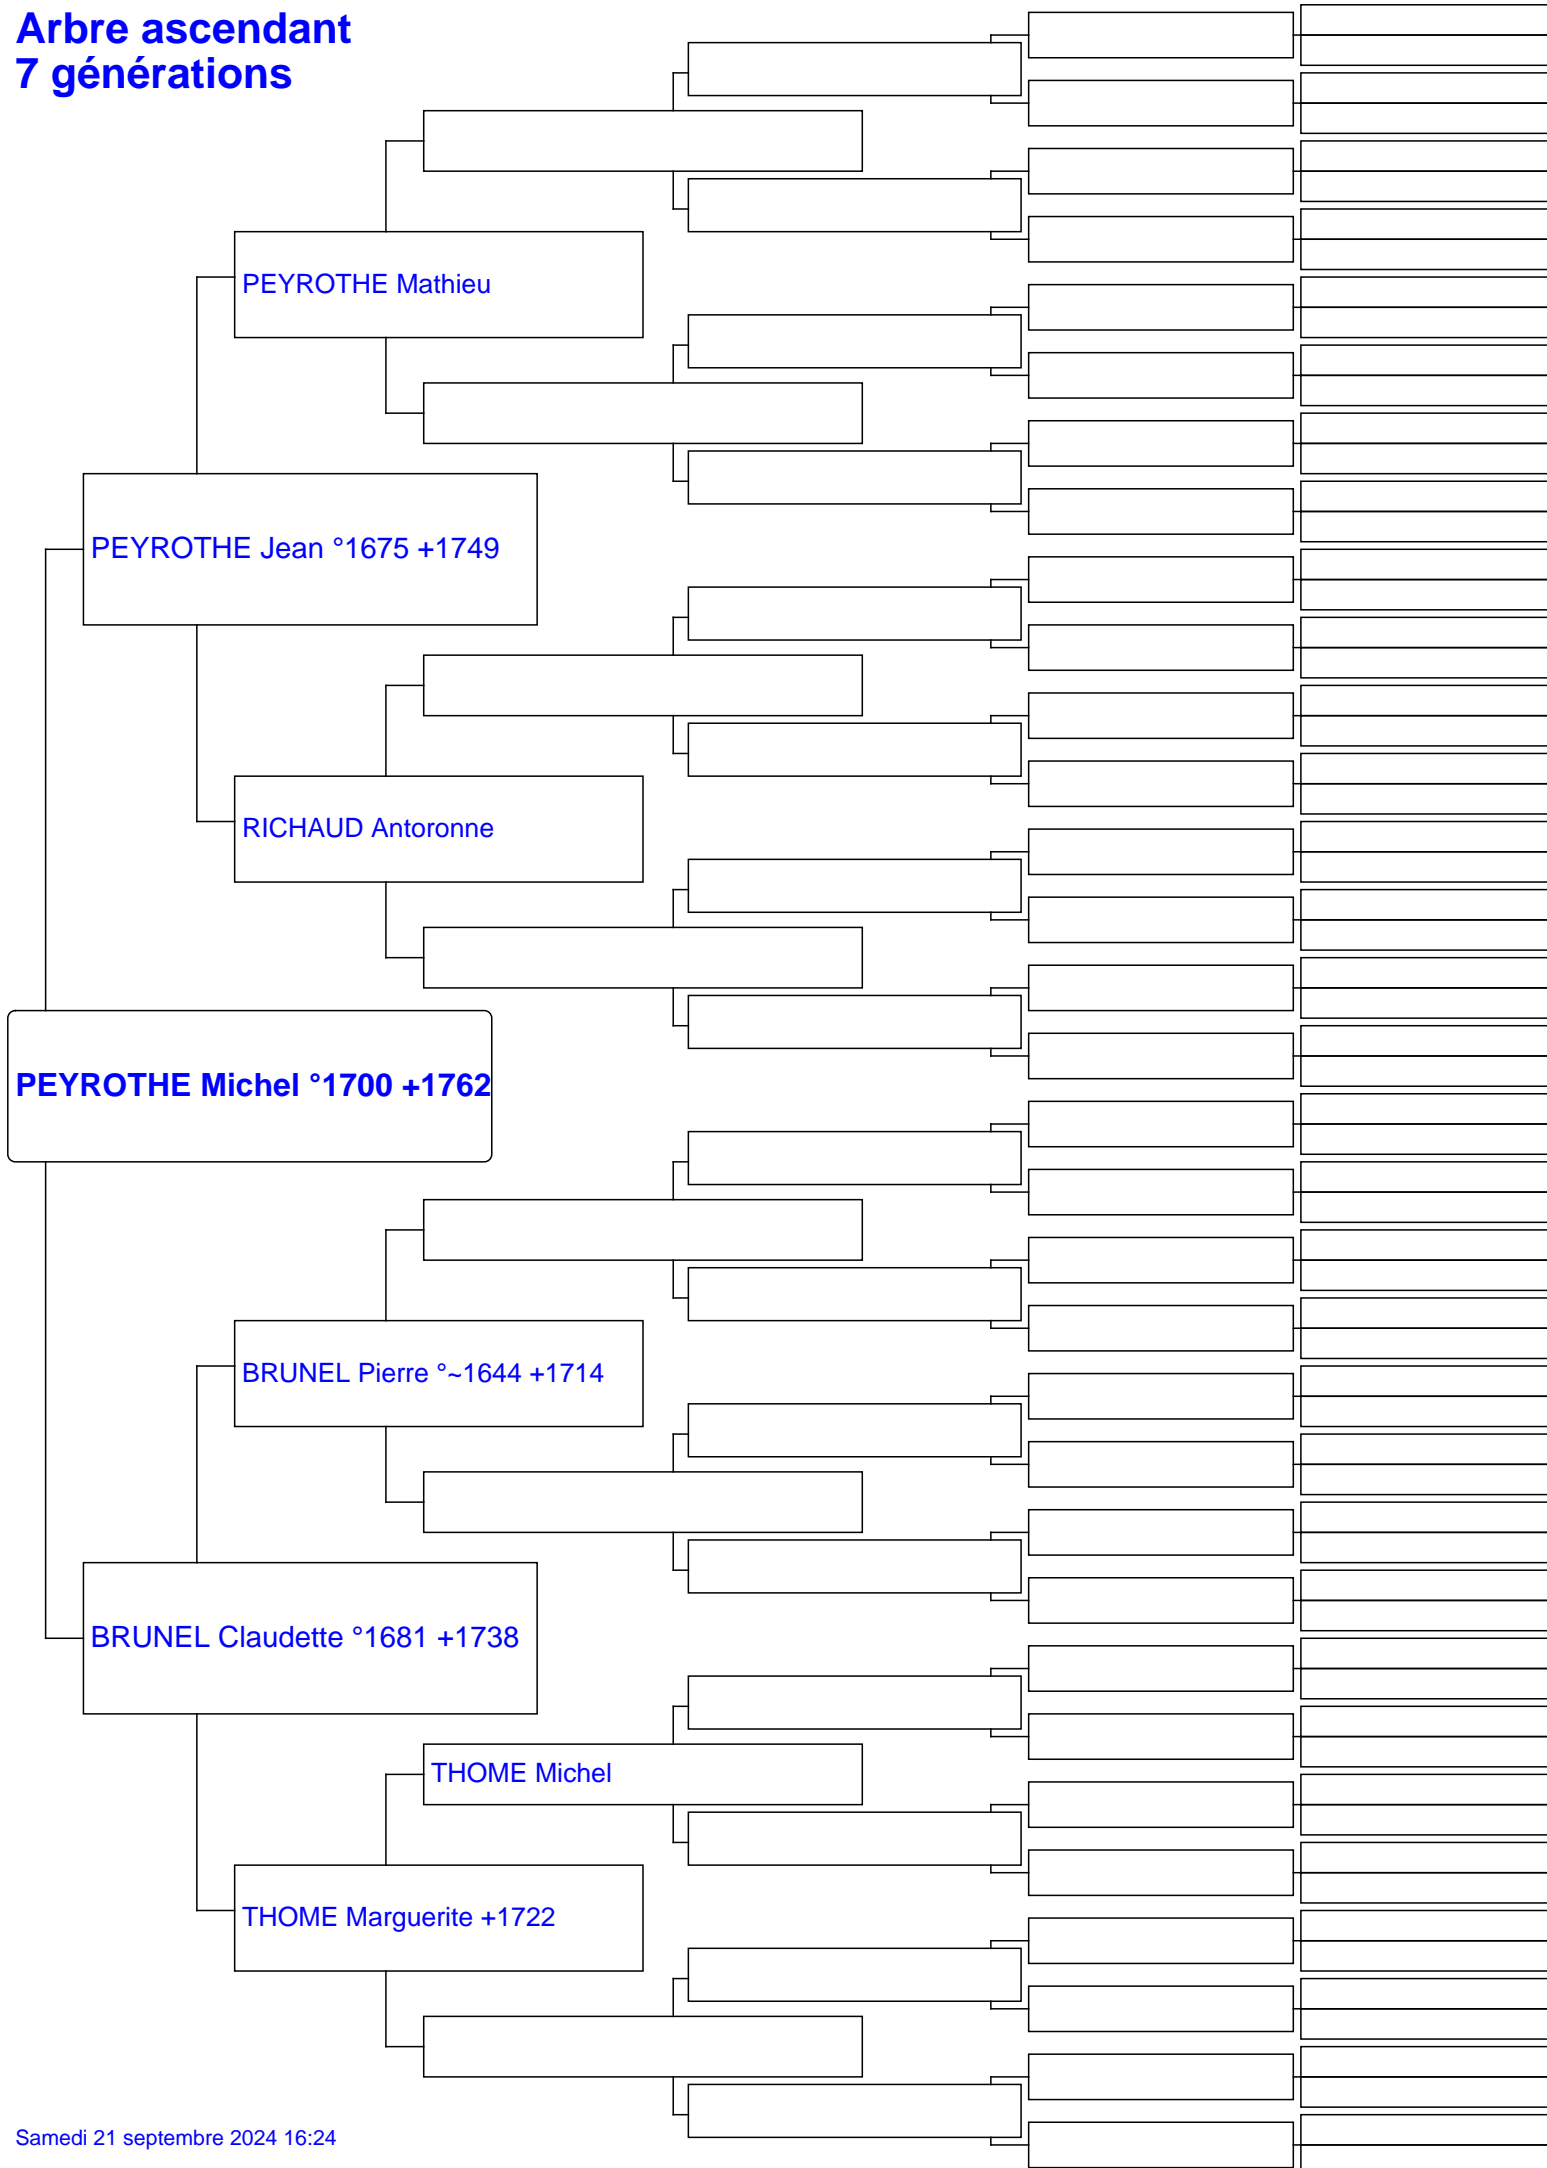 Arbre ascendant
7 générations
PEYROTHE Mathieu
PEYROTHE Jean °1675 +1749
RICHAUD Antoronne
PEYROTHE Michel °1700 +1762
BRUNEL Pierre °~1644 +1714
BRUNEL Claudette °1681 +1738
THOME Michel
THOME Marguerite +1722
Samedi 21 septembre 2024 16:24